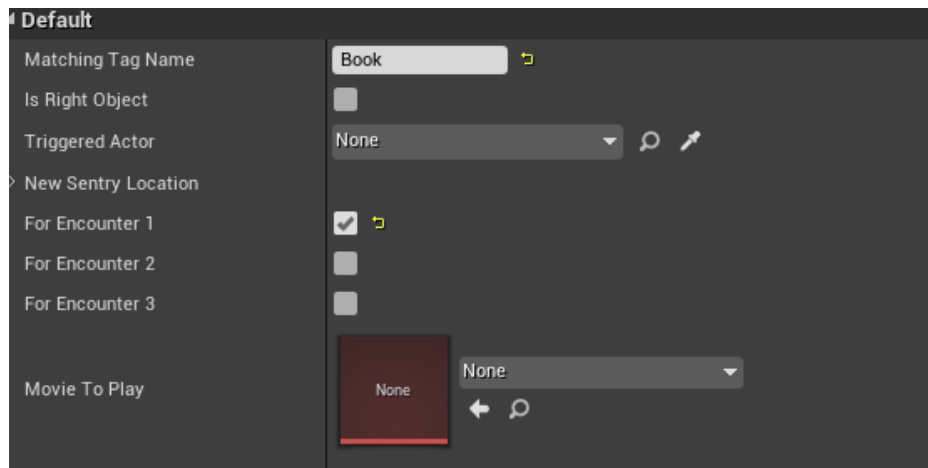 Default
Matching Tag Name Book
Is Right Object
Triggered Actor None
New Sentry Location
For Encounter 1
For Encounter 2
For Encounter 3
Movie To Play None None